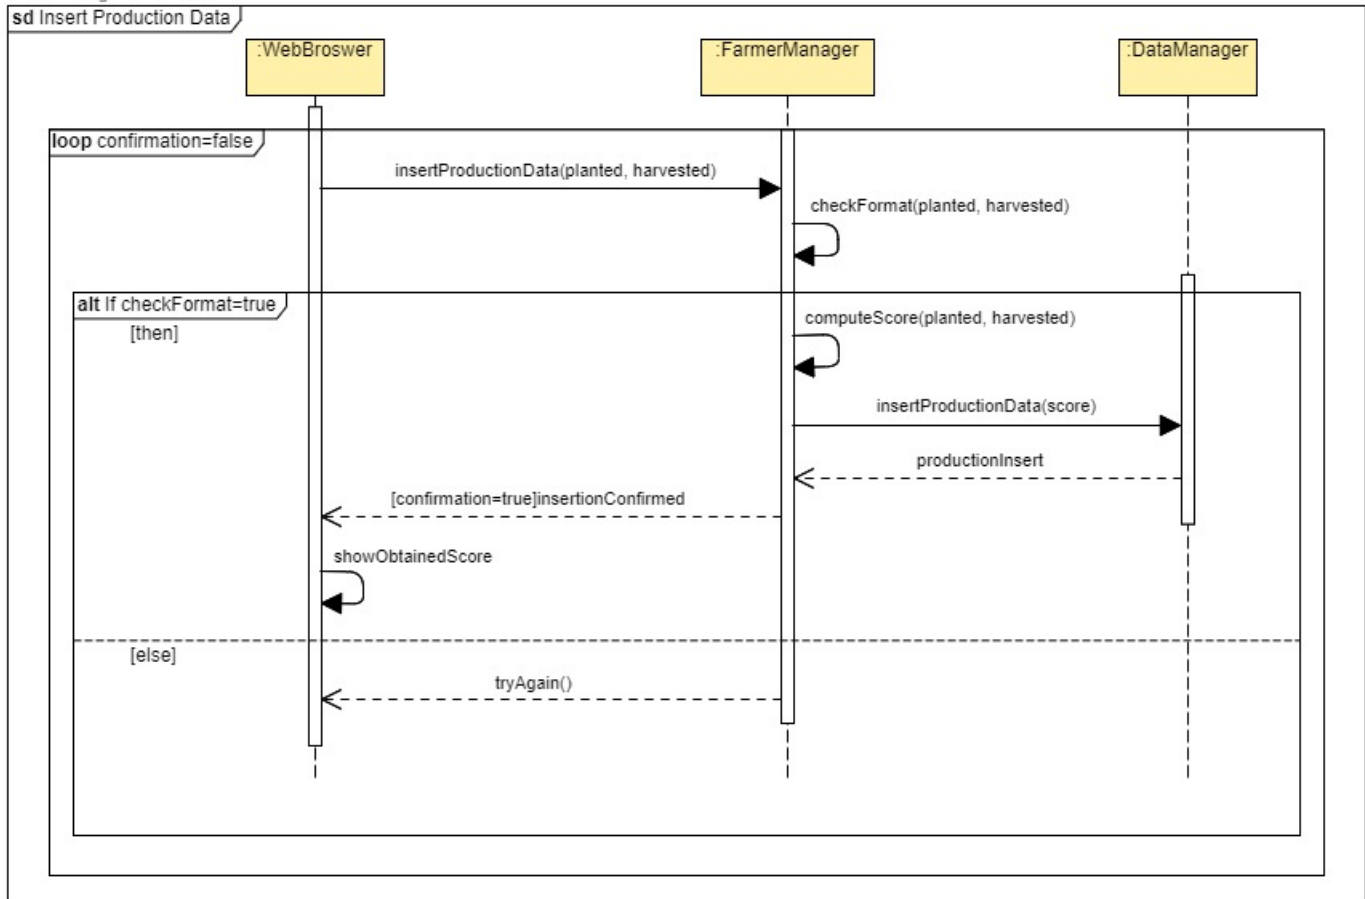 sd Insert Production Data
:WebBroswer
:FarmerManager
:DataManager
loop confirmation=false
insertProductionData(planted, harvested)
checkFormat(planted, harvested)
alt If checkFormat=true
[then]
computeScore(planted, harvested)
insertProductionData(score)
productionInsert
[confirmation=true]insertionConfirmed
showObtainedScore
[else]
tryAgain()